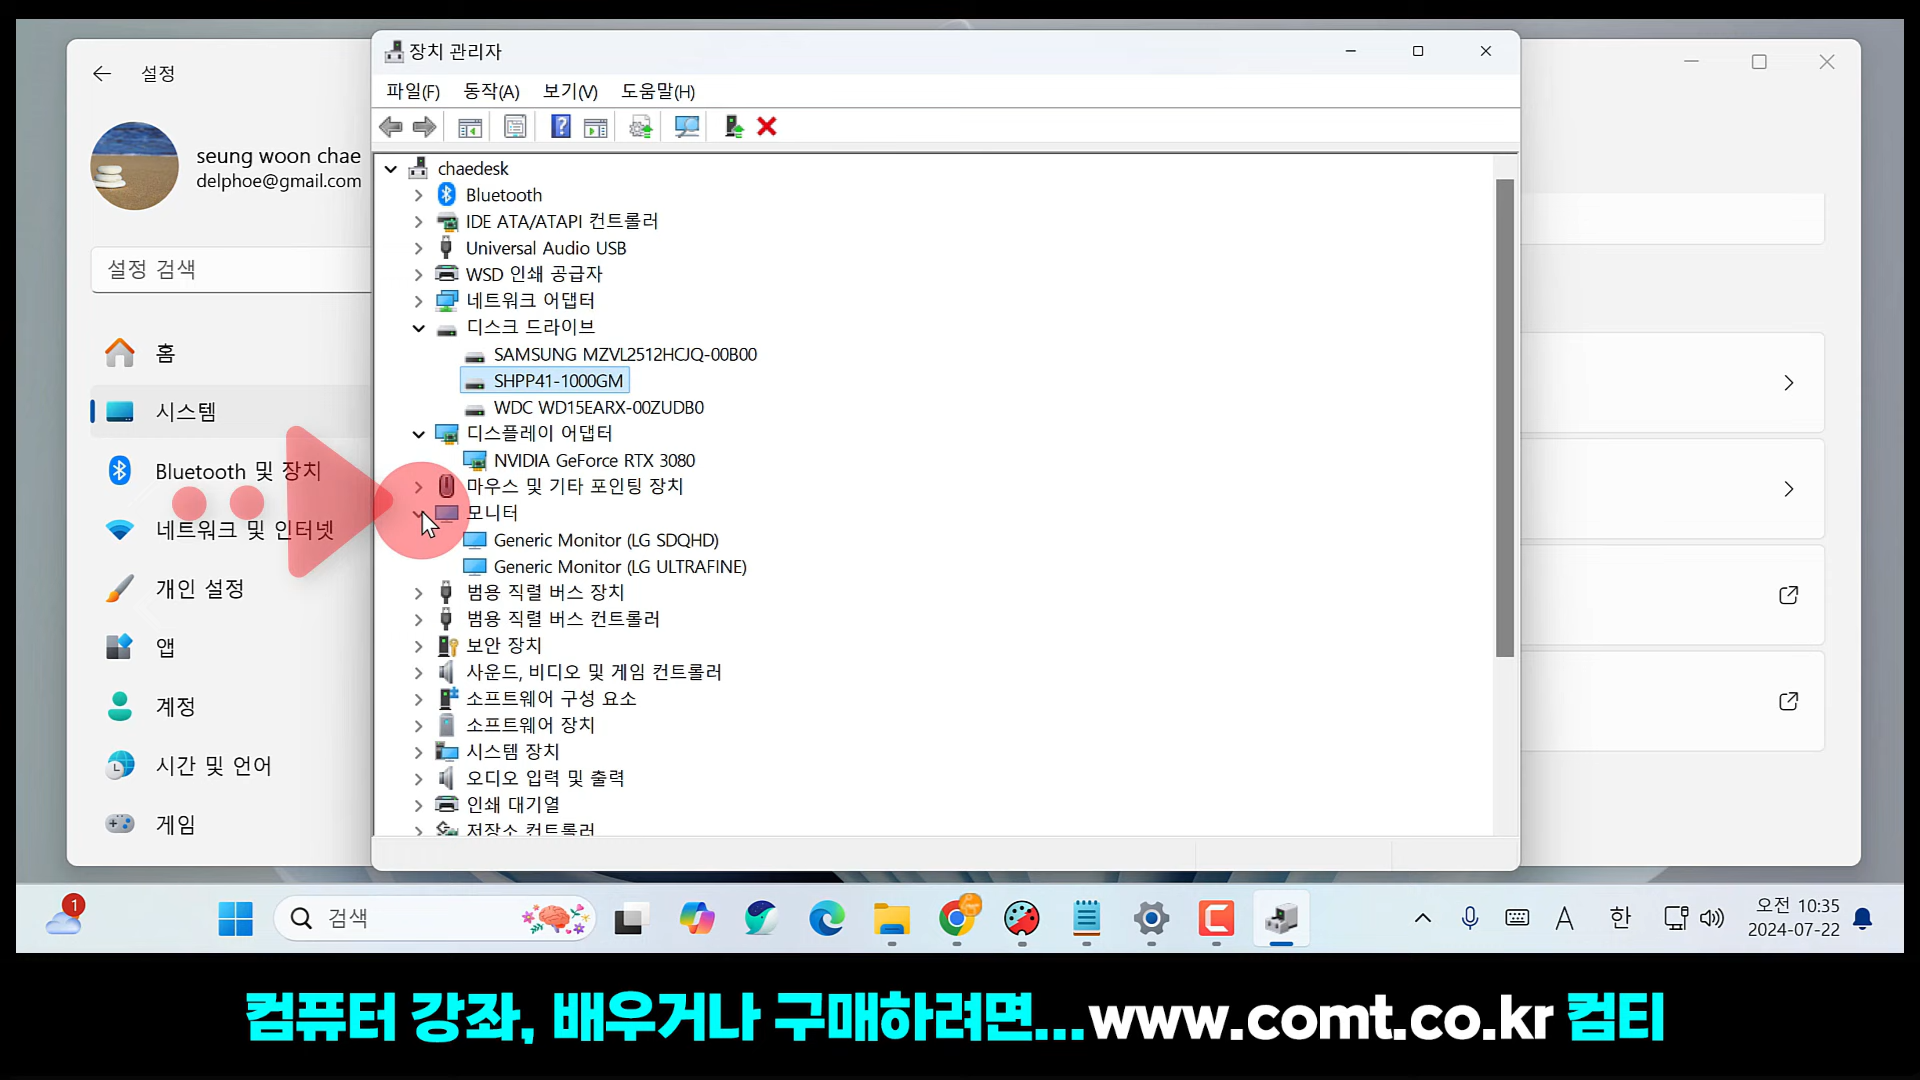 설정
seung woon chae
delphoe@gmail.com
설정 검색
홈
시스템
Bluetooth 및 장치
네트워크 및 인터넷
개인 설정
앱
계정
시간 및 언어
게임
장치 관리자
파일(F) 동작(A) 보기(V) 도움말(H)
chaedesk
Bluetooth
IDE ATA/ATAPI 컨트롤러
Universal Audio USB
WSD 인쇄 공급자
네트워크 어댑터
디스크 드라이브
SAMSUNG MZVL2512HCJQ-00B00
SHPP41-1000GM
WDC WD15EARX-00ZUDB0
디스플레이 어댑터
NVIDIA GeForce RTX 3080
마우스 및 기타 포인팅 장치
모니터
Generic Monitor (LG SDQHD)
Generic Monitor (LG ULTRAFINE)
범용 직렬 버스 장치
범용 직렬 버스 컨트롤러
보안 장치
사운드, 비디오 및 게임 컨트롤러
소프트웨어 구성 요소
소프트웨어 장치
시스템 장치
오디오 입력 및 출력
인쇄 대기열
저장소 컨트롤러
1
검색
A
한
오전 10:35
2024-07-22
컴퓨터 강좌, 배우거나 구매하려면...www.comt.co.kr 컴티